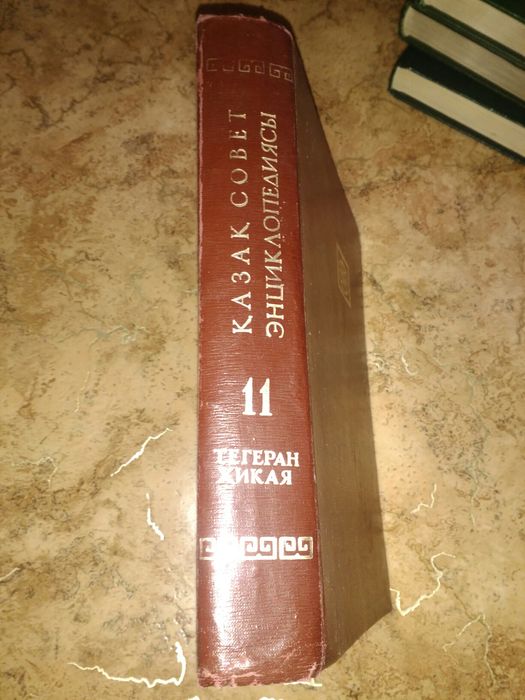 ҚАЗАҚ СОВЕТ
ЭНЦИКЛОПЕДИЯСЫ
11
ТЕГЕРАН
ХИКАЯ